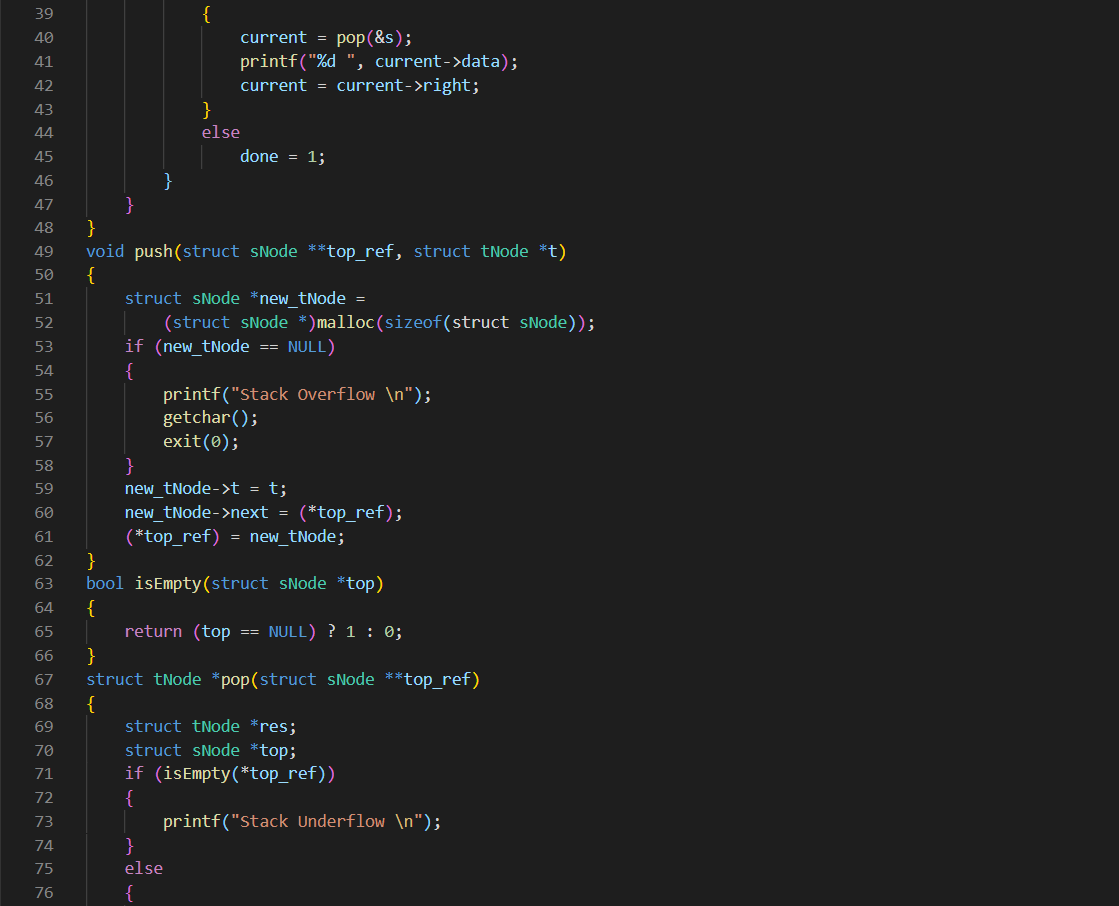 39 {
40 current = pop(&s);
41 printf("%d ", current->data);
42 current = current->right;
43 }
44 else
45 done = 1;
46 }
47 }
48 }
49 void push(struct sNode **top_ref, struct tNode *t)
50 {
51 struct sNode *new_tNode =
52 (struct sNode *)malloc(sizeof(struct sNode));
53 if (new_tNode == NULL)
54 {
55 printf("Stack Overflow \n");
56 getchar();
57 exit(0);
58 }
59 new_tNode->t = t;
60 new_tNode->next = (*top_ref);
61 (*top_ref) = new_tNode;
62 }
63 bool isEmpty(struct sNode *top)
64 {
65 return (top == NULL) ? 1 : 0;
66 }
67 struct tNode *pop(struct sNode **top_ref)
68 {
69 struct tNode *res;
70 struct sNode *top;
71 if (isEmpty(*top_ref))
72 {
73 printf("Stack Underflow \n");
74 }
75 else
76 {